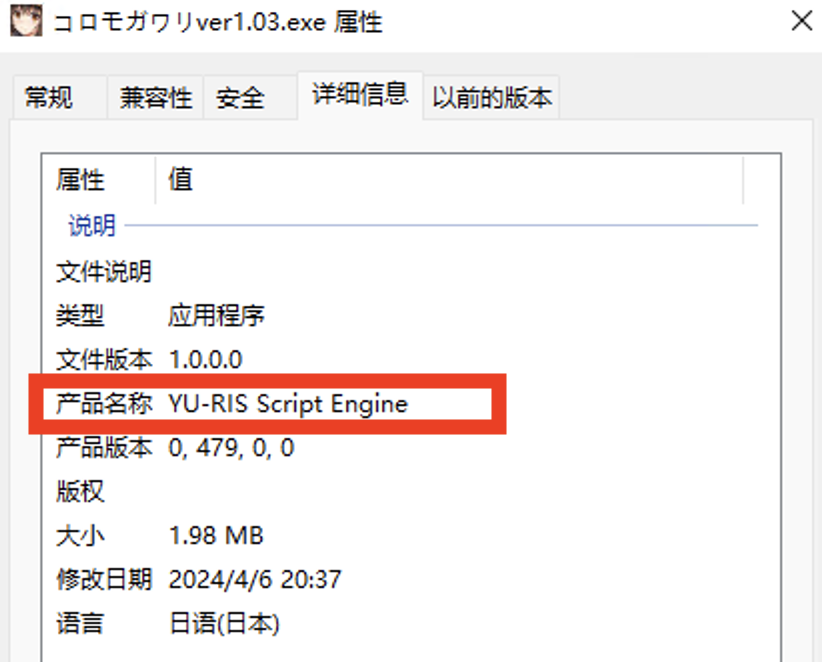 コロモガワリver1.03.exe 属性
常规 兼容性 安全 详细信息 以前的版本
属性 值
说明
文件说明
类型 应用程序
文件版本 1.0.0.0
产品名称 YU-RIS Script Engine
产品版本 0, 479, 0, 0
版权
大小 1.98 MB
修改日期 2024/4/6 20:37
语言 日语(日本)